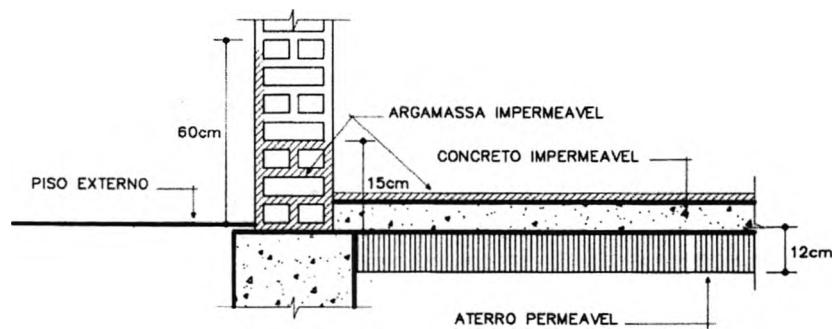 ARGAMASSA IMPERMEAVEL
60cm
CONCRETO IMPERMEAVEL
15cm
PISO EXTERNO
12cm
ATERRO PERMEAVEL